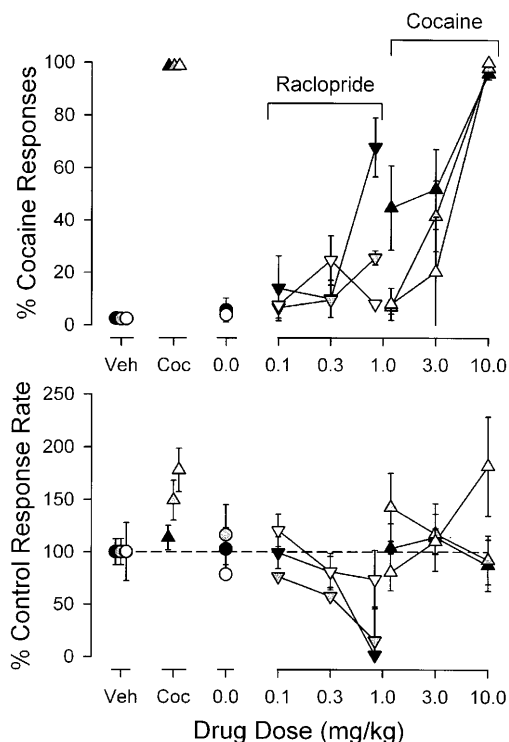 Cocaine
Raclopride
% Cocaine Responses
100
80
60
40
20
0
Veh Coc 0.0 0.1 0.3 1.0 3.0 10.0
% Control Response Rate
250
200
150
100
50
0
Veh Coc 0.0 0.1 0.3 1.0 3.0 10.0
Drug Dose (mg/kg)